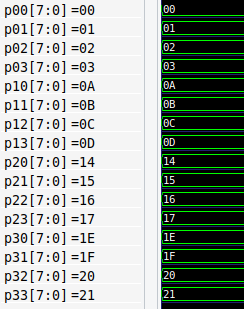 p00[7:0] =00 00
p01[7:0] =01 01
p02[7:0] =02 02
p03[7:0] =03 03
p10[7:0] =0A 0A
p11[7:0] =0B 0B
p12[7:0] =0C 0C
p13[7:0] =0D 0D
p20[7:0] =14 14
p21[7:0] =15 15
p22[7:0] =16 16
p23[7:0] =17 17
p30[7:0] =1E 1E
p31[7:0] =1F 1F
p32[7:0] =20 20
p33[7:0] =21 21